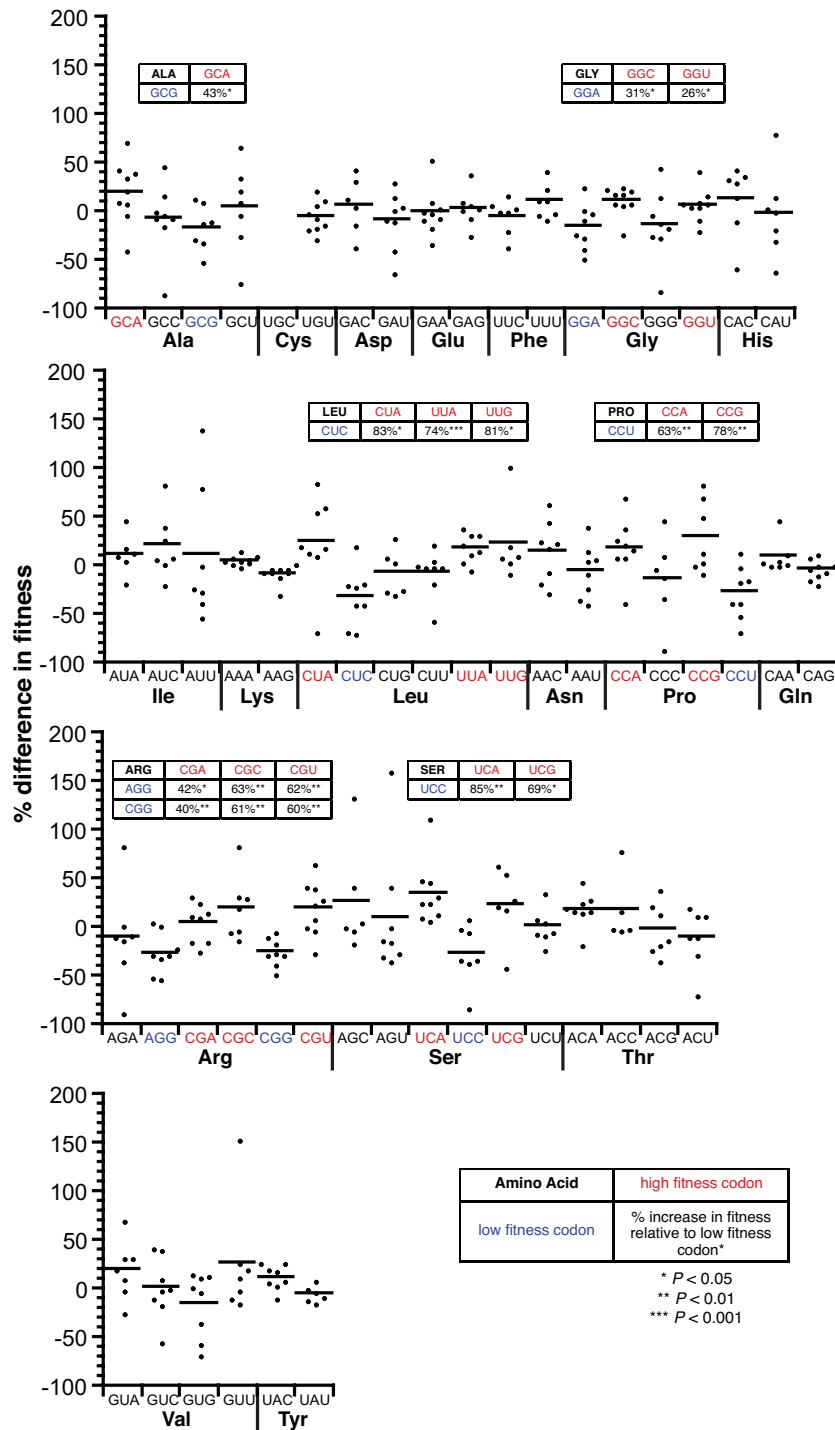 % difference in fitness
200
150
100
50
0
-50
-100
ALA GCA
GCG 43%*
GLY GGC GGU
GGA 31%* 26%*
GCA GCC GCG GCU UGC UGU GAC GAU GAA GAG UUC UUU GGA GGC GGG GGU CAC CAU
Ala Cys Asp Glu Phe Gly His
200
150
100
50
0
-50
-100
LEU CUA UUA UUG
CUC 83%* 74%*** 81%*
PRO CCA CCG
CCU 63%** 78%**
AUA AUC AUU AAA AAG CUA CUC CUG CUU UUA UUG AAC AAU CCA CCC CCG CCU CAA CAG
Ile Lys Leu Asn Pro Gln
200
150
100
50
0
-50
-100
ARG CGA CGC CGU
AGG 42%* 63%** 62%**
CGG 40%** 61%** 60%**
SER UCA UCG
UCC 85%** 69%*
AGA AGG CGA CGC CGG CGU AGC AGU UCA UCC UCG UCU ACA ACC ACG ACU
Arg Ser Thr
200
150
100
50
0
-50
-100
GUA GUC GUG GUU UAC UAU
Val Tyr
Amino Acid high fitness codon
low fitness codon % increase in fitness
relative to low fitness
codon*
* P < 0.05
** P < 0.01
*** P < 0.001